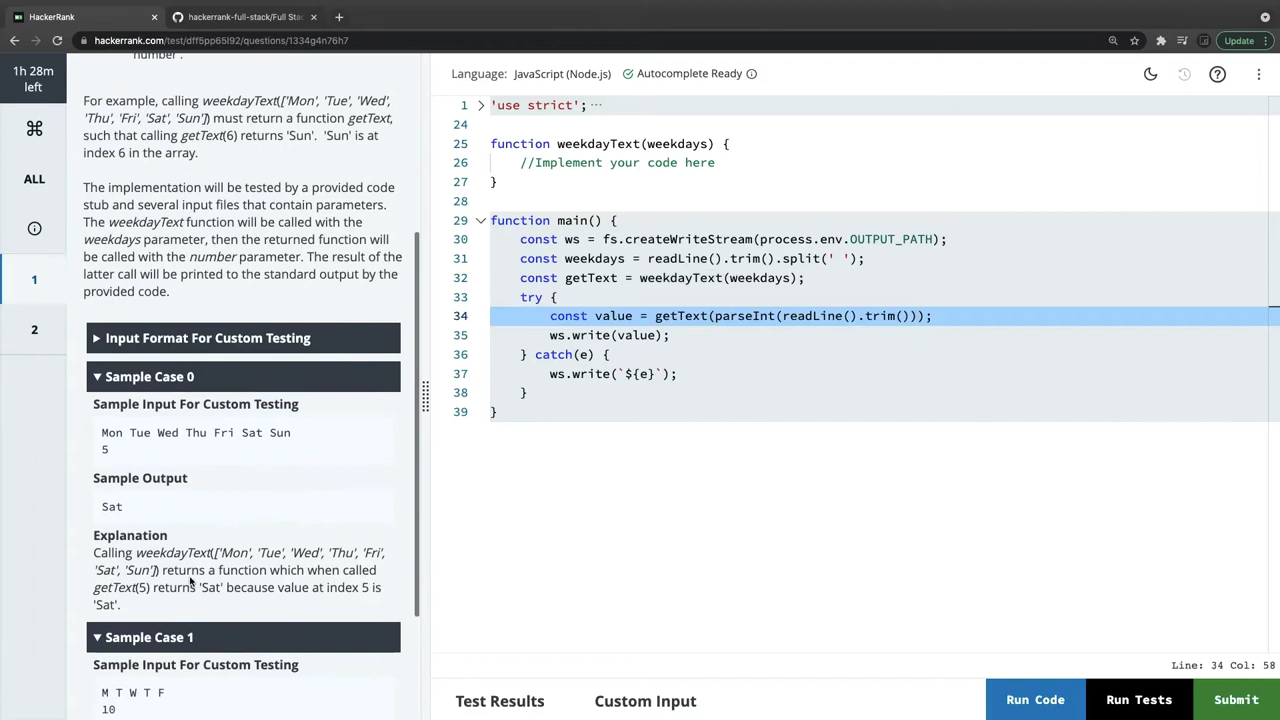 HackerRank
hackerrank-full-stack/Full Stac
hackerrank.com/test/dff5pp65l92/questions/1334g4n76h7
Update
1h 28m
left
ALL
1
2
number'.
For example, calling weekdayText(['Mon', 'Tue', 'Wed',
'Thu', 'Fri', 'Sat', 'Sun']) must return a function getText,
such that calling getText(6) returns 'Sun'. 'Sun' is at
index 6 in the array.
The implementation will be tested by a provided code
stub and several input files that contain parameters.
The weekdayText function will be called with the
weekdays parameter, then the returned function will
be called with the number parameter. The result of the
latter call will be printed to the standard output by the
provided code.
Input Format For Custom Testing
Sample Case 0
Sample Input For Custom Testing
Mon Tue Wed Thu Fri Sat Sun
5
Sample Output
Sat
Explanation
Calling weekdayText(['Mon', 'Tue', 'Wed', 'Thu', 'Fri',
'Sat', 'Sun']) returns a function which when called
getText(5) returns 'Sat' because value at index 5 is
'Sat'.
Sample Case 1
Sample Input For Custom Testing
M T W T F
10
Language: JavaScript (Node.js) Autocomplete Ready
1 'use strict'; ···
24
25 function weekdayText(weekdays) {
26 //Implement your code here
27 }
28
29 function main() {
30 const ws = fs.createWriteStream(process.env.OUTPUT_PATH);
31 const weekdays = readLine().trim().split(' ');
32 const getText = weekdayText(weekdays);
33 try {
34 const value = getText(parseInt(readLine().trim()));
35 ws.write(value);
36 } catch(e) {
37 ws.write(`${e}`);
38 }
39 }
Line: 34 Col: 58
Test Results Custom Input Run Code Run Tests Submit